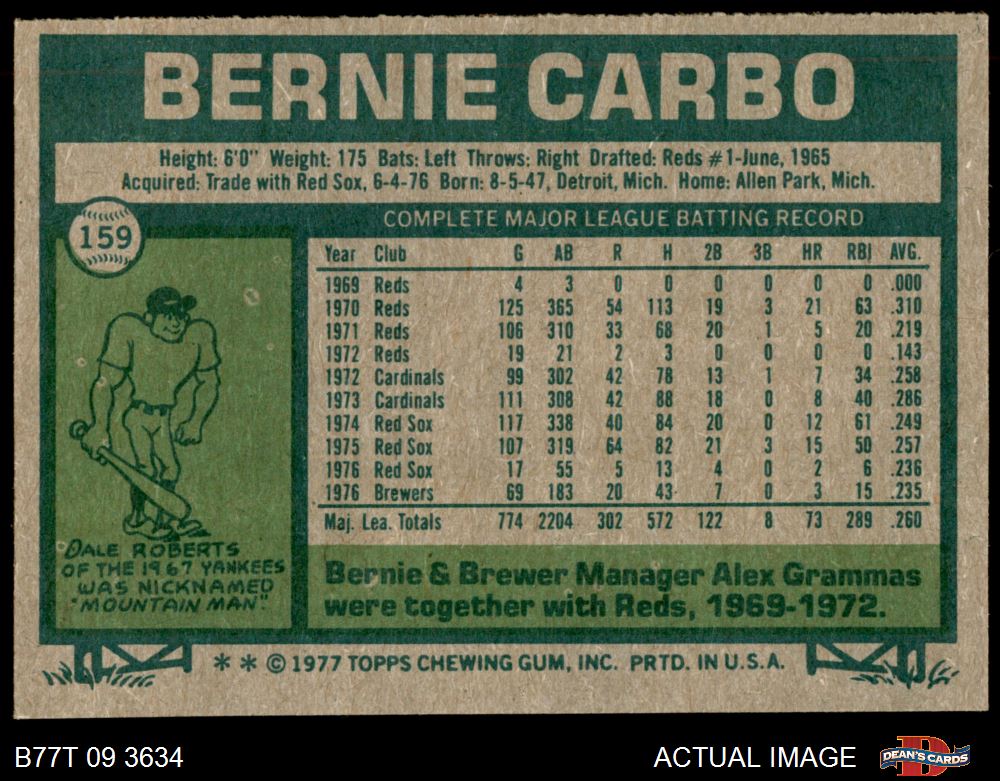 BERNIE CARBO
Height: 6'0" Weight: 175 Bats: Left Throws: Right Drafted: Reds #1-June, 1965
Acquired: Trade with Red Sox, 6-4-76 Born: 8-5-47, Detroit, Mich. Home: Allen Park, Mich.
159
COMPLETE MAJOR LEAGUE BATTING RECORD
Year Club G AB R H 2B 3B HR RBI AVG.
1969 Reds 4 3 0 0 0 0 0 0 .000
1970 Reds 125 365 54 113 19 3 21 63 .310
1971 Reds 106 310 33 68 20 1 5 20 .219
1972 Reds 19 21 2 3 0 0 0 0 .143
1972 Cardinals 99 302 42 78 13 1 7 34 .258
1973 Cardinals 111 308 42 88 18 0 8 40 .286
1974 Red Sox 117 338 40 84 20 0 12 61 .249
1975 Red Sox 107 319 64 82 21 3 15 50 .257
1976 Red Sox 17 55 5 13 4 0 2 6 .236
1976 Brewers 69 183 20 43 7 0 3 15 .235
Maj. Lea. Totals 774 2204 302 572 122 8 73 289 .260
DALE ROBERTS
OF THE 1967 YANKEES
WAS NICKNAMED
"MOUNTAIN MAN".
Bernie & Brewer Manager Alex Grammas
were together with Reds, 1969-1972.
** © 1977 TOPPS CHEWING GUM, INC. PRTD. IN U.S.A.
B77T 09 3634
ACTUAL IMAGE
DEAN'S CARDS